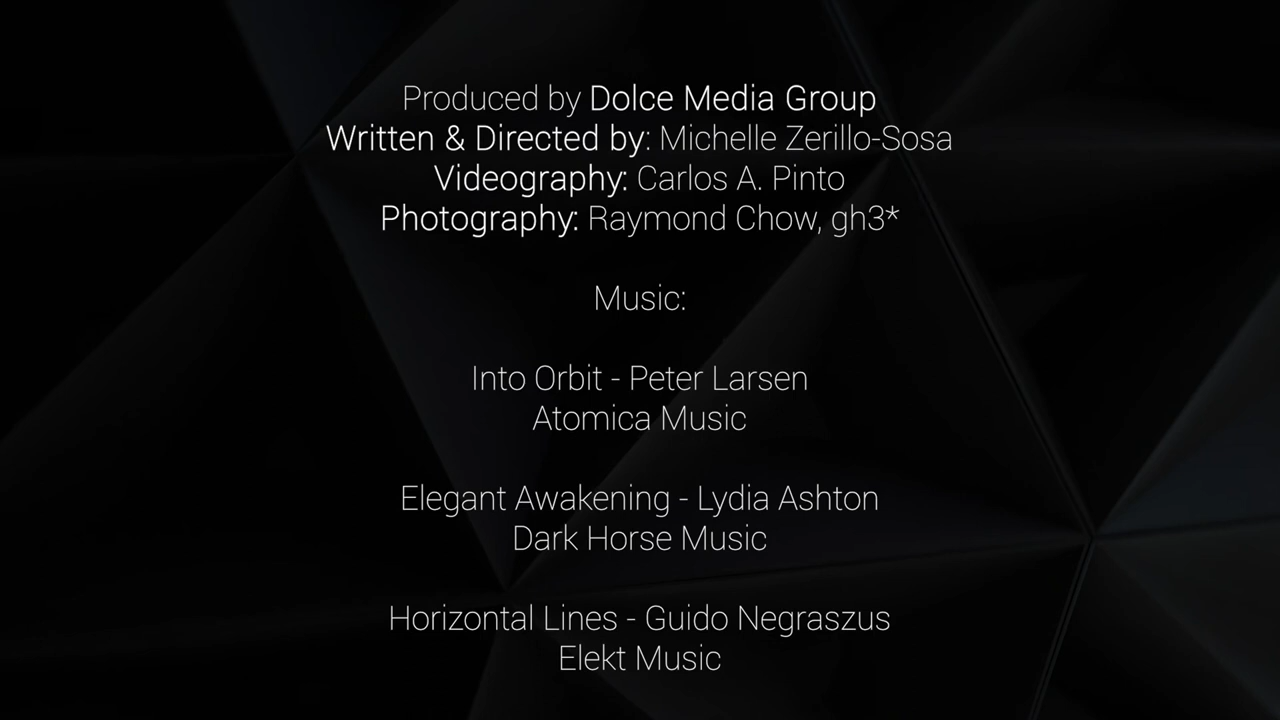 Produced by Dolce Media Group
Written & Directed by: Michelle Zerillo-Sosa
Videography: Carlos A. Pinto
Photography: Raymond Chow, gh3*
Music:
Into Orbit - Peter Larsen
Atomica Music
Elegant Awakening - Lydia Ashton
Dark Horse Music
Horizontal Lines - Guido Negraszus
Elekt Music